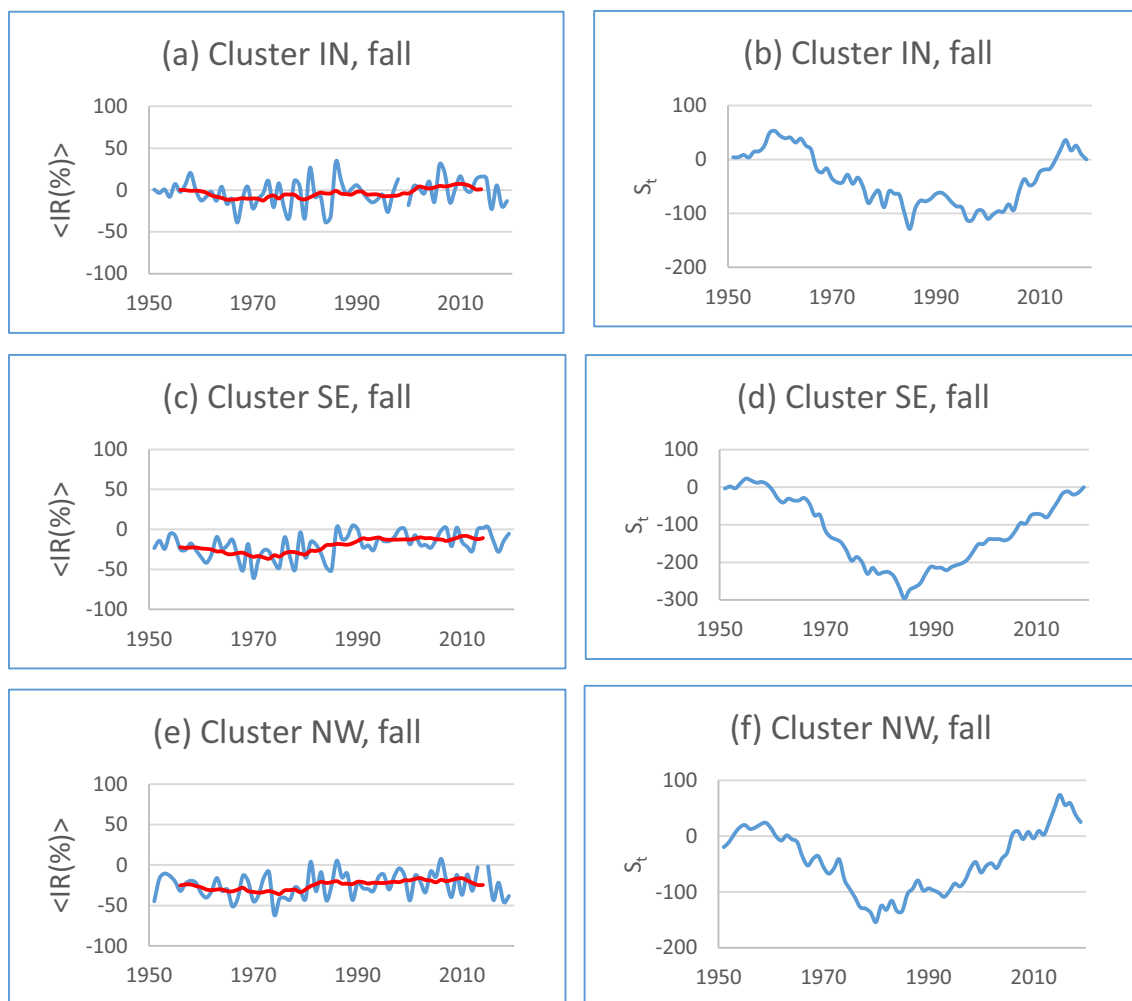 (a) Cluster IN, fall
<IR(%)>
100
50
0
-50
-100
1950 1970 1990 2010
(b) Cluster IN, fall
S_t
100
0
-100
-200
1950 1970 1990 2010
(c) Cluster SE, fall
<IR(%)>
100
50
0
-50
-100
1950 1970 1990 2010
(d) Cluster SE, fall
S_t
100
0
-100
-200
-300
1950 1970 1990 2010
(e) Cluster NW, fall
<IR(%)>
100
50
0
-50
-100
1950 1970 1990 2010
(f) Cluster NW, fall
S_t
100
0
-100
-200
1950 1970 1990 2010